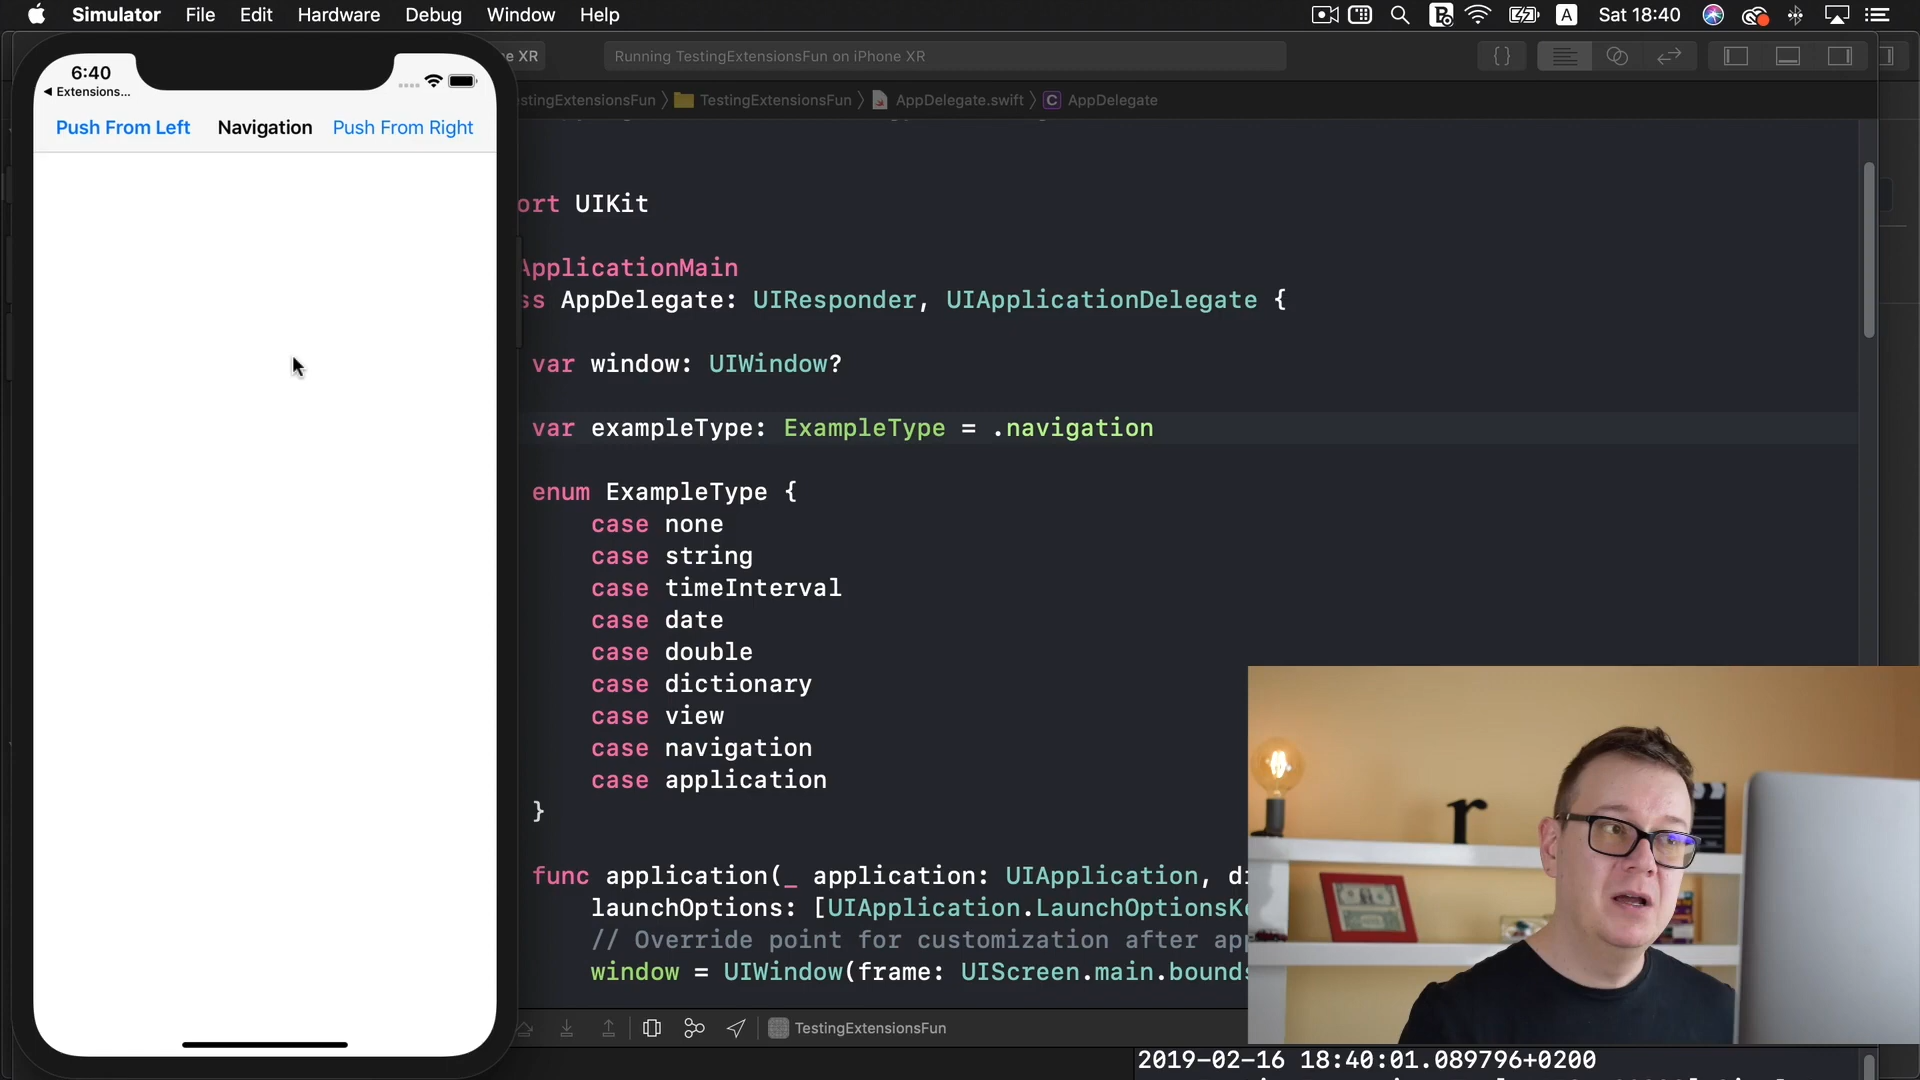 Simulator File Edit Hardware Debug Window Help
A Sat 18:40
6:40
Extensions...
Push From Left Navigation Push From Right
e XR
Running TestingExtensionsFun on iPhone XR
{}
stingExtensionsFun TestingExtensionsFun AppDelegate.swift C AppDelegate
ort UIKit
ApplicationMain
ss AppDelegate: UIResponder, UIApplicationDelegate {
var window: UIWindow?
var exampleType: ExampleType = .navigation
enum ExampleType {
case none
case string
case timeInterval
case date
case double
case dictionary
case view
case navigation
case application
}
func application(_ application: UIApplication, di
launchOptions: [UIApplication.LaunchOptionsKe
// Override point for customization after app
window = UIWindow(frame: UIScreen.main.bounds
r
TestingExtensionsFun
2019-02-16 18:40:01.089796+0200